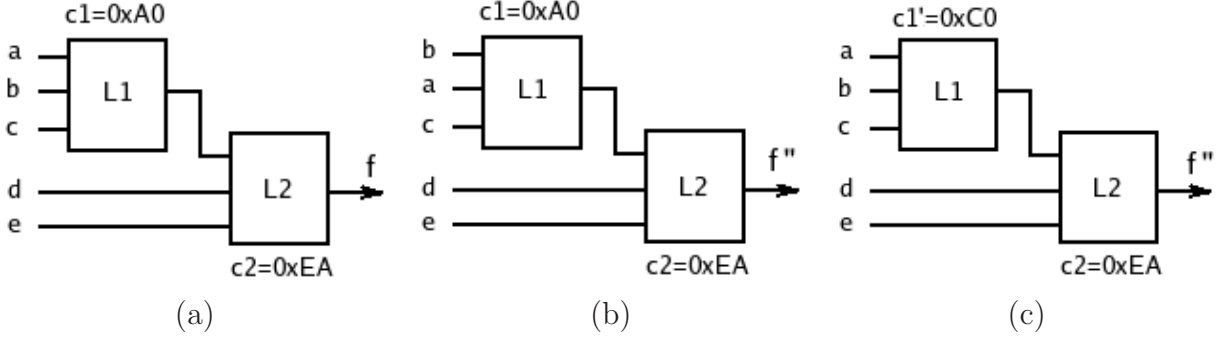 c1=0xA0
a
b
c
L1
d
e
L2
f
c2=0xEA
(a)
c1=0xA0
b
a
c
L1
d
e
L2
f"
c2=0xEA
(b)
c1'=0xC0
a
b
c
L1
d
e
L2
f"
c2=0xEA
(c)